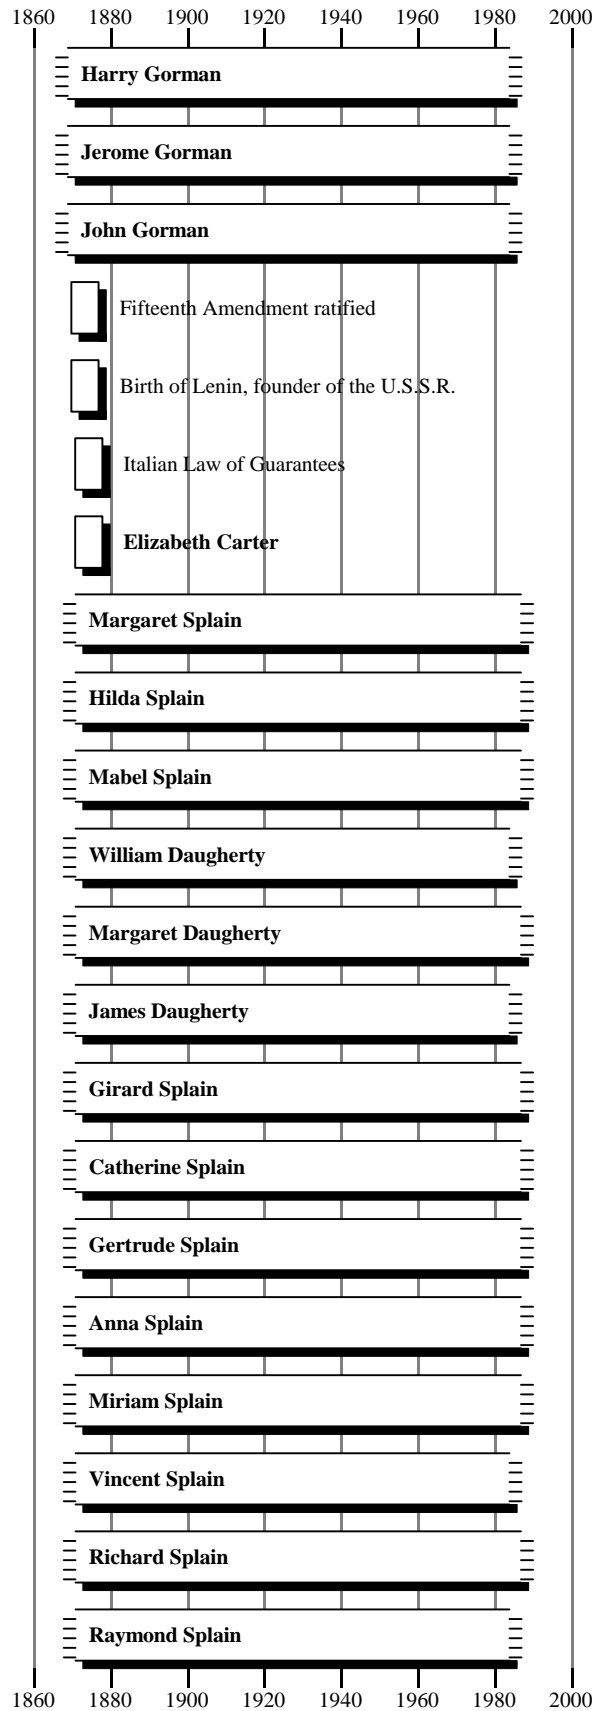 1860 1880 1900 1920 1940 1960 1980 2000
Harry Gorman
Jerome Gorman
John Gorman
Fifteenth Amendment ratified
Birth of Lenin, founder of the U.S.S.R.
Italian Law of Guarantees
Elizabeth Carter
Margaret Splain
Hilda Splain
Mabel Splain
William Daugherty
Margaret Daugherty
James Daugherty
Girard Splain
Catherine Splain
Gertrude Splain
Anna Splain
Miriam Splain
Vincent Splain
Richard Splain
Raymond Splain
1860 1880 1900 1920 1940 1960 1980 2000